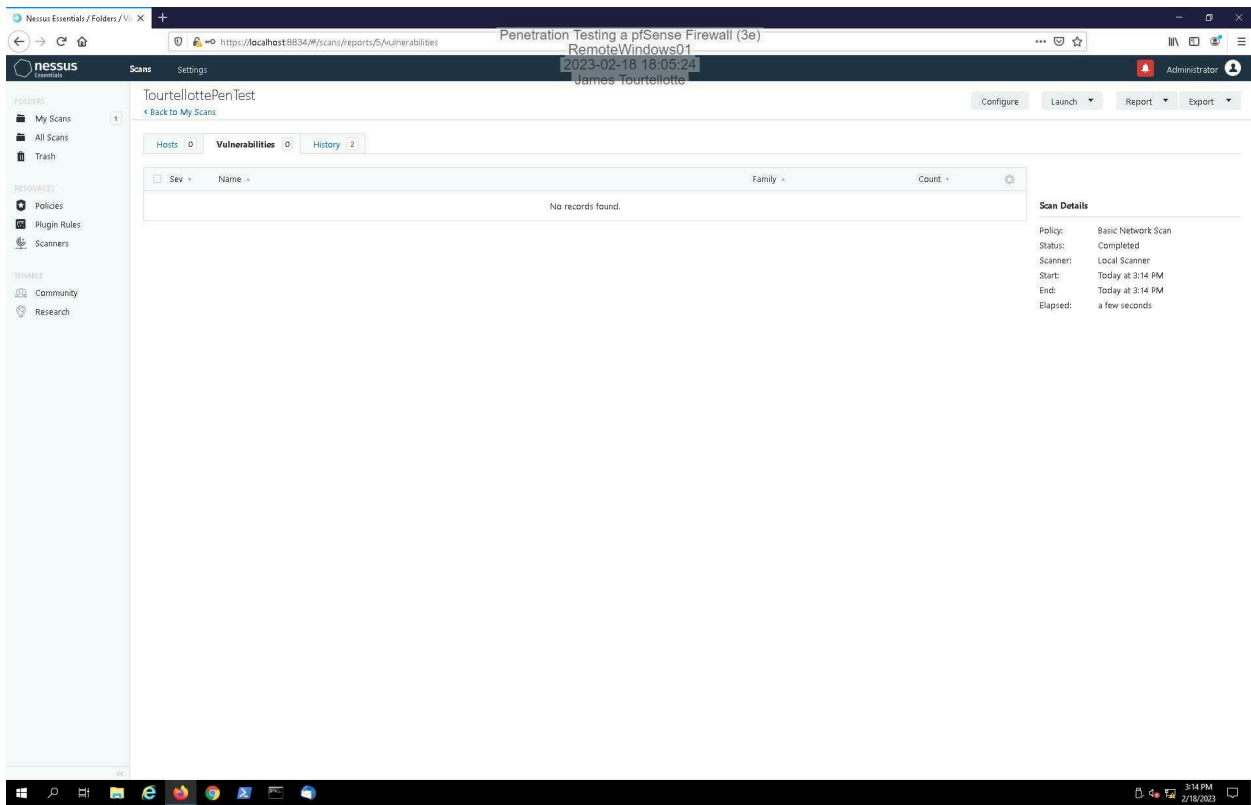 Nessus Essentials / Folders / Vi
https://localhost:8834/#/scans/reports/5/vulnerabilities
Penetration Testing a pfSense Firewall (3e)
RemoteWindows01
2023-02-18 18:05:24
James Tourtellotte
nessus
Essentials
Scans Settings
Administrator
FOLDERS
My Scans 1
All Scans
Trash
RESOURCES
Policies
Plugin Rules
Scanners
TENABLE
Community
Research
TourtellottePenTest
< Back to My Scans
Configure Launch Report Export
Hosts 0 Vulnerabilities 0 History 2
Sev Name Family Count
No records found.
Scan Details
Policy: Basic Network Scan
Status: Completed
Scanner: Local Scanner
Start: Today at 3:14 PM
End: Today at 3:14 PM
Elapsed: a few seconds
3:14 PM
2/18/2023